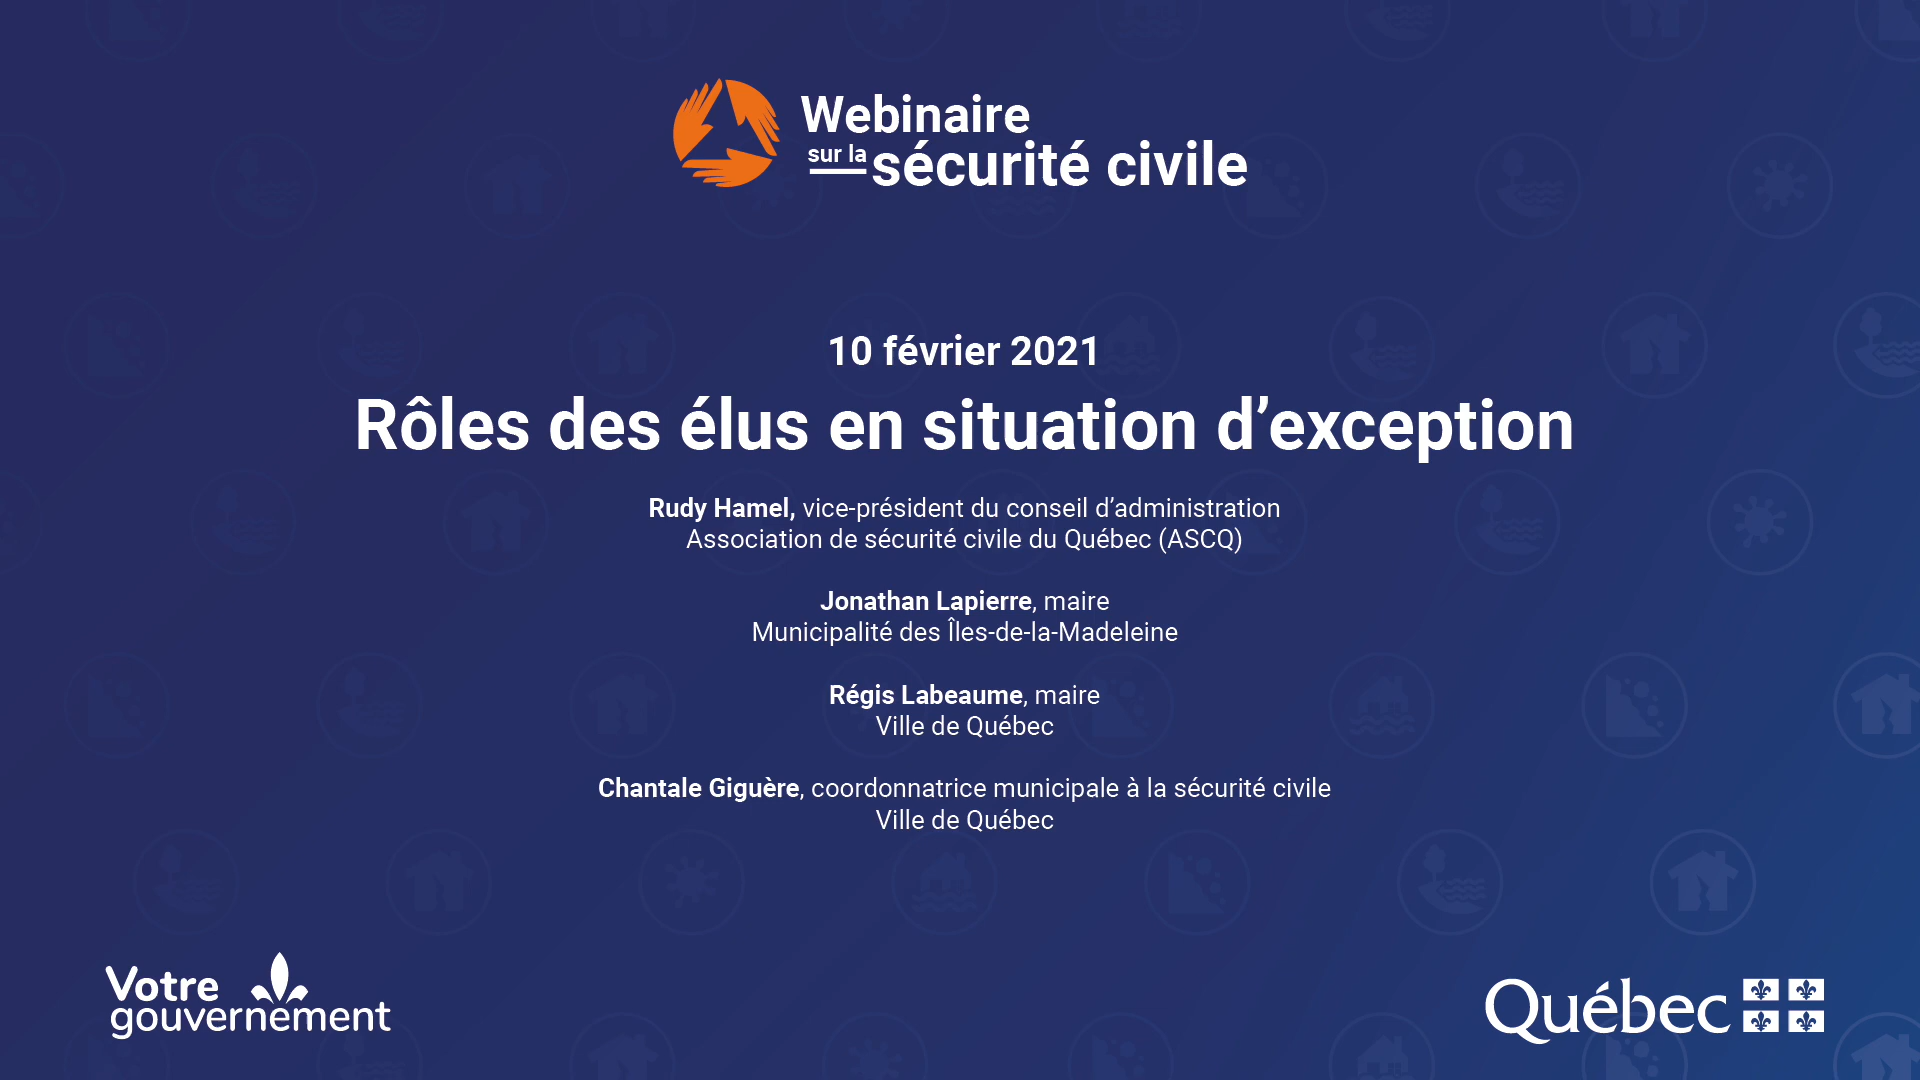 Webinaire
sur la sécurité civile
10 février 2021
Rôles des élus en situation d’exception
Rudy Hamel, vice-président du conseil d’administration
Association de sécurité civile du Québec (ASCQ)
Jonathan Lapierre, maire
Municipalité des Îles-de-la-Madeleine
Régis Labeaume, maire
Ville de Québec
Chantale Giguère, coordonnatrice municipale à la sécurité civile
Ville de Québec
Votre
gouvernement
Québec